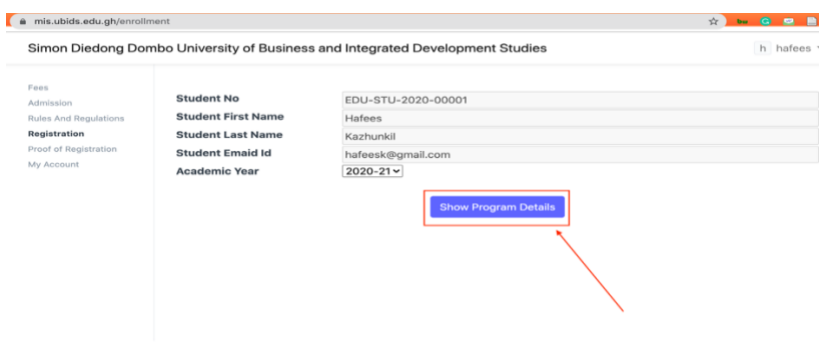 mis.ubids.edu.gh/enrollment
Simon Diedong Dombo University of Business and Integrated Development Studies
h hafees
Fees
Admission
Rules And Regulations
Registration
Proof of Registration
My Account
Student No EDU-STU-2020-00001
Student First Name Hafees
Student Last Name Kazhunkil
Student Emaid Id hafeesk@gmail.com
Academic Year 2020-21
Show Program Details